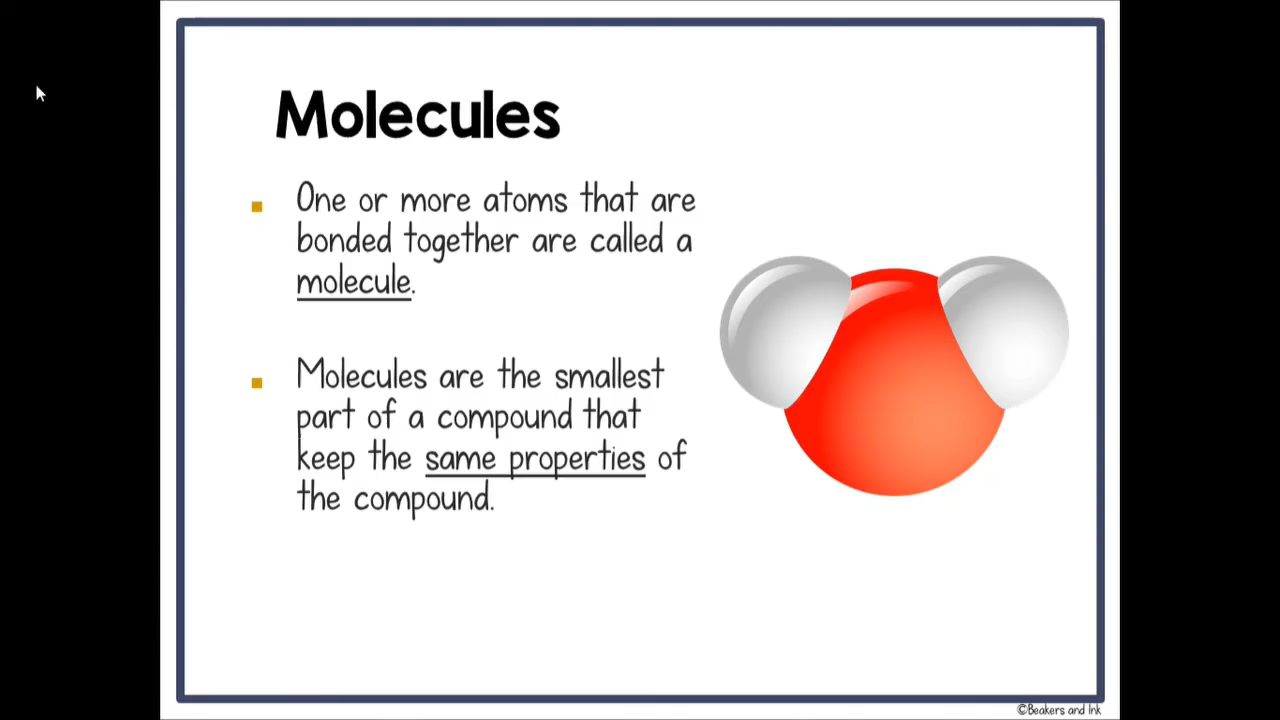 Molecules
One or more atoms that are
bonded together are called a
molecule.
Molecules are the smallest
part of a compound that
keep the same properties of
the compound.
©Beakers and Ink